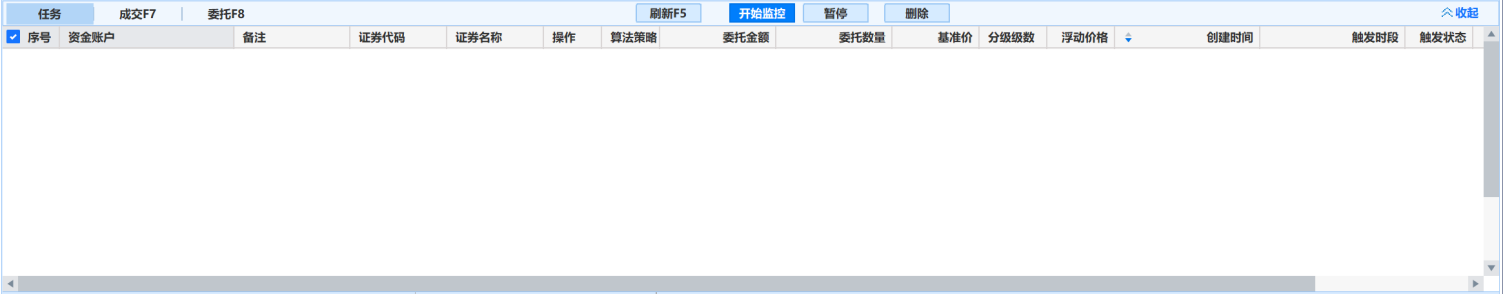 任务 成交F7 委托F8 刷新F5 开始监控 暂停 删除 收起
序号 资金账户 备注 证券代码 证券名称 操作 算法策略 委托金额 委托数量 基准价 分级级数 浮动价格 创建时间 触发时段 触发状态